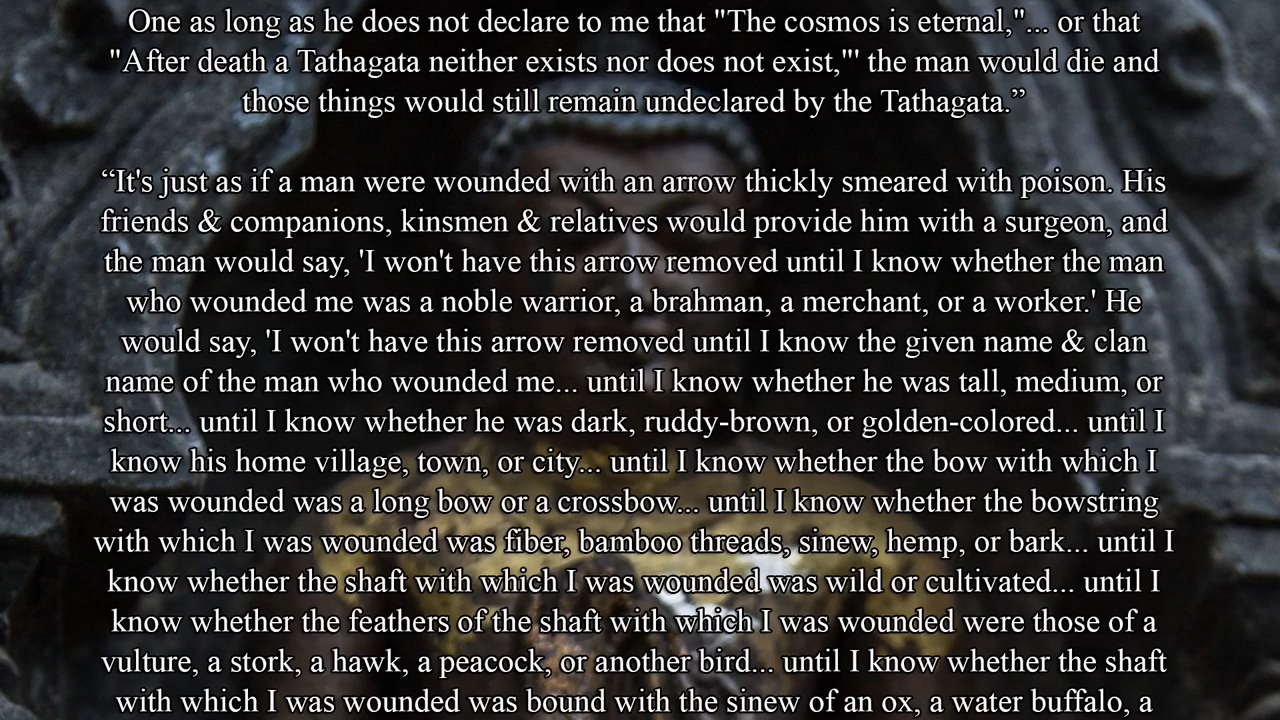 One as long as he does not declare to me that "The cosmos is eternal,"... or that
"After death a Tathagata neither exists nor does not exist,"' the man would die and
those things would still remain undeclared by the Tathagata.”
“It's just as if a man were wounded with an arrow thickly smeared with poison. His
friends & companions, kinsmen & relatives would provide him with a surgeon, and
the man would say, 'I won't have this arrow removed until I know whether the man
who wounded me was a noble warrior, a brahman, a merchant, or a worker.' He
would say, 'I won't have this arrow removed until I know the given name & clan
name of the man who wounded me... until I know whether he was tall, medium, or
short... until I know whether he was dark, ruddy-brown, or golden-colored... until I
know his home village, town, or city... until I know whether the bow with which I
was wounded was a long bow or a crossbow... until I know whether the bowstring
with which I was wounded was fiber, bamboo threads, sinew, hemp, or bark... until I
know whether the shaft with which I was wounded was wild or cultivated... until I
know whether the feathers of the shaft with which I was wounded were those of a
vulture, a stork, a hawk, a peacock, or another bird... until I know whether the shaft
with which I was wounded was bound with the sinew of an ox, a water buffalo, a